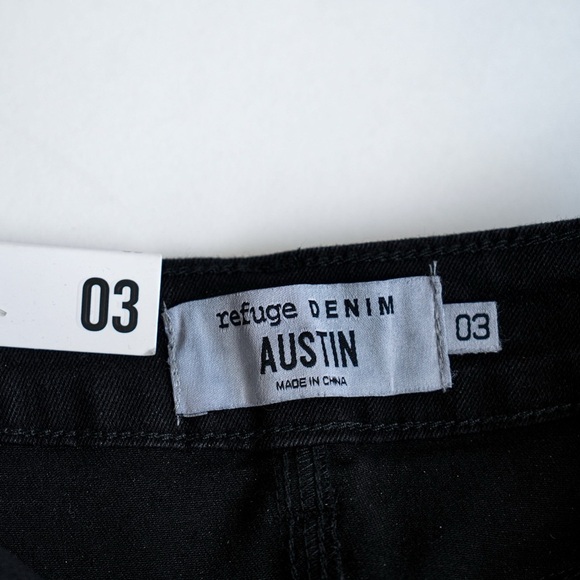 03
refuge DENIM
AUSTIN
MADE IN CHINA
03